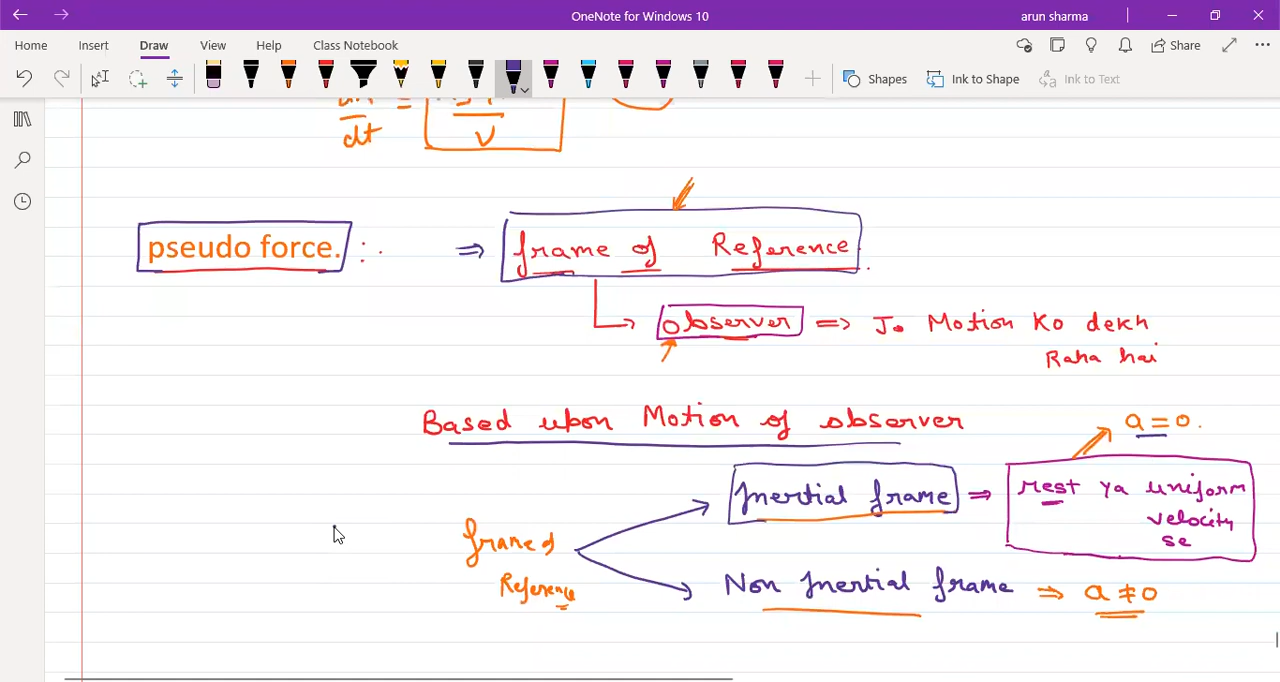 OneNote for Windows 10
arun sharma
Home Insert Draw View Help Class Notebook
Share
Shapes Ink to Shape Ink to Text
dt = V
pseudo force. : ⇒ frame of Reference.
observer ⇒ Jo Motion Ko dekh
Raha hai
Based upon Motion of observer
a = 0.
Inertial frame ⇒ rest ya uniform
velocity
se
frame of
Reference
Non Inertial frame ⇒ a ≠ 0